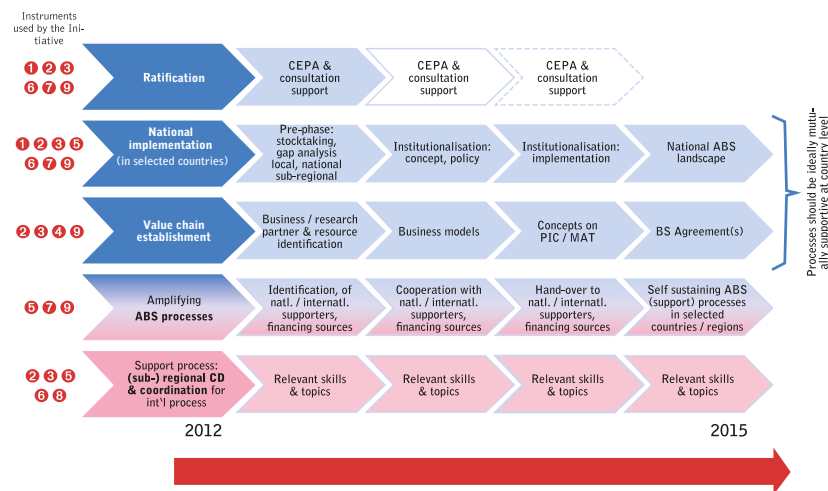 Instruments
used by the Ini-
tiative
1 2 3
6 7 9
Ratification
CEPA &
consultation
support
CEPA &
consultation
support
CEPA &
consultation
support
1 2 3 5
6 7 9
National
implementation
(in selected countries)
Pre-phase:
stocktaking,
gap analysis
local, national
sub-regional
Institutionalisation:
concept, policy
Institutionalisation:
implementation
National ABS
landscape
2 3 4 9
Value chain
establishment
Business / research
partner & resource
identification
Business models
Concepts on
PIC / MAT
BS Agreement(s)
Processes should be ideally mutu-
ally supportive at country level
5 7 9
Amplifying
ABS processes
Identification, of
natl. / internatl.
supporters,
financing sources
Cooperation with
natl. / internatl.
supporters,
financing sources
Hand-over to
natl. / internatl.
supporters,
financing sources
Self sustaining ABS
(support) processes
in selected
countries / regions
2 3 5
6 8
Support process:
(sub-) regional CD
& coordination for
int'l process
Relevant skills
& topics
Relevant skills
& topics
Relevant skills
& topics
Relevant skills
& topics
2012
2015